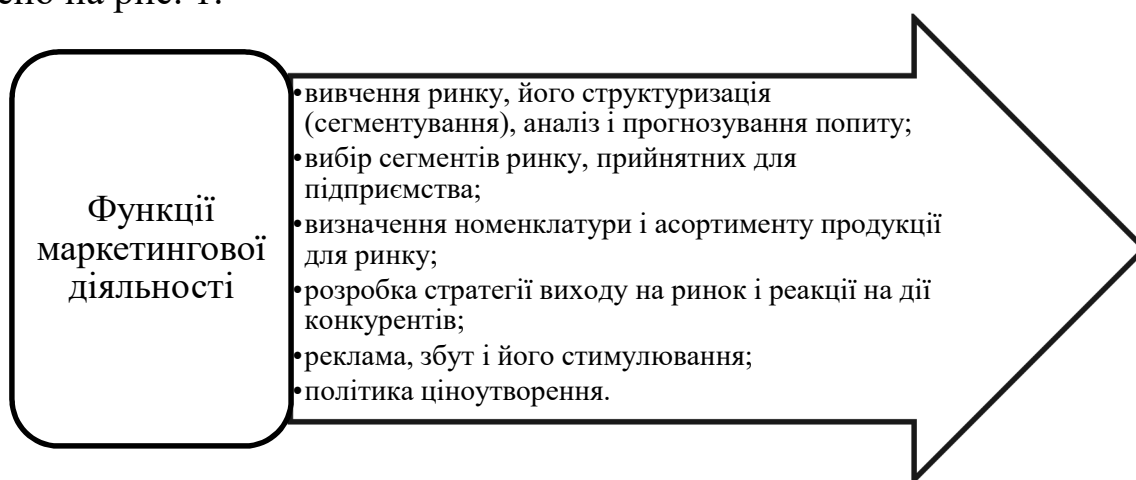 на рис. 1.
Функції
маркетингової
діяльності
•вивчення ринку, його структуризація
(сегментування), аналіз і прогнозування попиту;
•вибір сегментів ринку, прийнятних для
підприємства;
•визначення номенклатури і асортименту продукції
для ринку;
•розробка стратегії виходу на ринок і реакції на дії
конкурентів;
•реклама, збут і його стимулювання;
•політика ціноутворення.